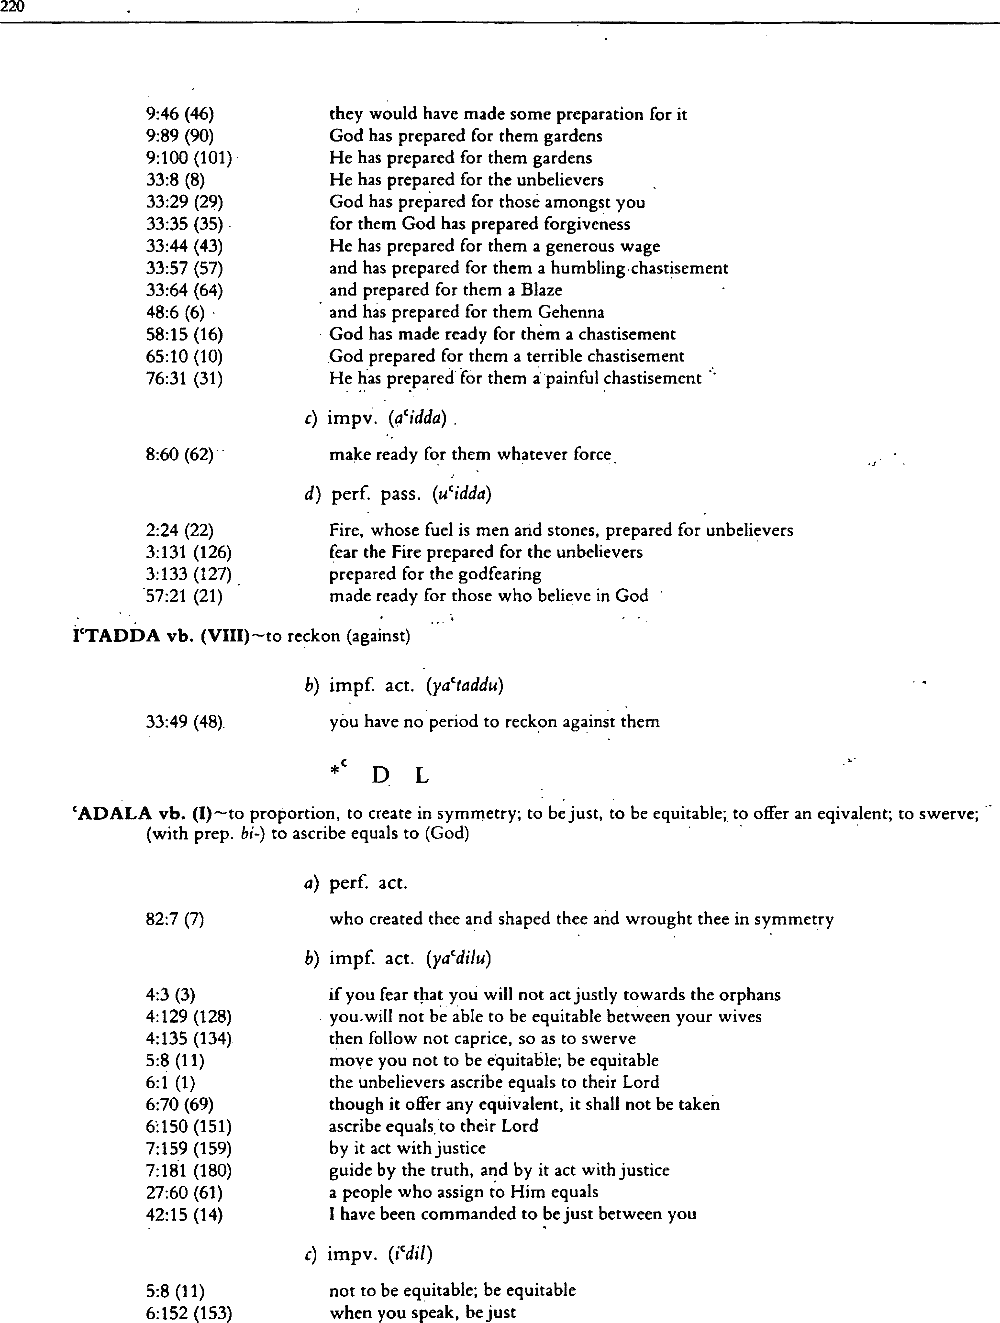 220
9:46 (46) they would have made some preparation for it
9:89 (90) God has prepared for them gardens
9:100 (101) He has prepared for them gardens
33:8 (8) He has prepared for the unbelievers
33:29 (29) God has prepared for those amongst you
33:35 (35) for them God has prepared forgiveness
33:44 (43) He has prepared for them a generous wage
33:57 (57) and has prepared for them a humbling chastisement
33:64 (64) and prepared for them a Blaze
48:6 (6) and has prepared for them Gehenna
58:15 (16) God has made ready for them a chastisement
65:10 (10) God prepared for them a terrible chastisement
76:31 (31) He has prepared for them a painful chastisement
c) impv. (aʿidda)
8:60 (62) make ready for them whatever force
d) perf. pass. (uʿidda)
2:24 (22) Fire, whose fuel is men and stones, prepared for unbelievers
3:131 (126) fear the Fire prepared for the unbelievers
3:133 (127) prepared for the godfearing
57:21 (21) made ready for those who believe in God
IʿTADDA vb. (VIII)~to reckon (against)
b) impf. act. (yaʿtaddu)
33:49 (48) you have no period to reckon against them
*ʿ D L
ʿADALA vb. (I)~to proportion, to create in symmetry; to be just, to be equitable; to offer an eqivalent; to swerve;
(with prep. bi-) to ascribe equals to (God)
a) perf. act.
82:7 (7) who created thee and shaped thee and wrought thee in symmetry
b) impf. act. (yaʿdilu)
4:3 (3) if you fear that you will not act justly towards the orphans
4:129 (128) you will not be able to be equitable between your wives
4:135 (134) then follow not caprice, so as to swerve
5:8 (11) move you not to be equitable; be equitable
6:1 (1) the unbelievers ascribe equals to their Lord
6:70 (69) though it offer any equivalent, it shall not be taken
6:150 (151) ascribe equals to their Lord
7:159 (159) by it act with justice
7:181 (180) guide by the truth, and by it act with justice
27:60 (61) a people who assign to Him equals
42:15 (14) I have been commanded to be just between you
c) impv. (iʿdil)
5:8 (11) not to be equitable; be equitable
6:152 (153) when you speak, be just